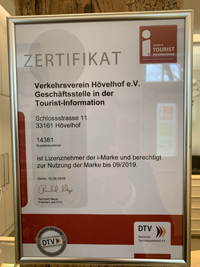 ZERTIFIKAT
i
TOURIST
INFORMATION
Verkehrsverein Hövelhof e.V.
Geschäftsstelle in der
Tourist-Information
Schlossstrasse 11
33161 Hövelhof
14381
ist Lizenznehmer der i-Marke und berechtigt
zur Nutzung der Marke bis 09/2019.
DTV
DTV